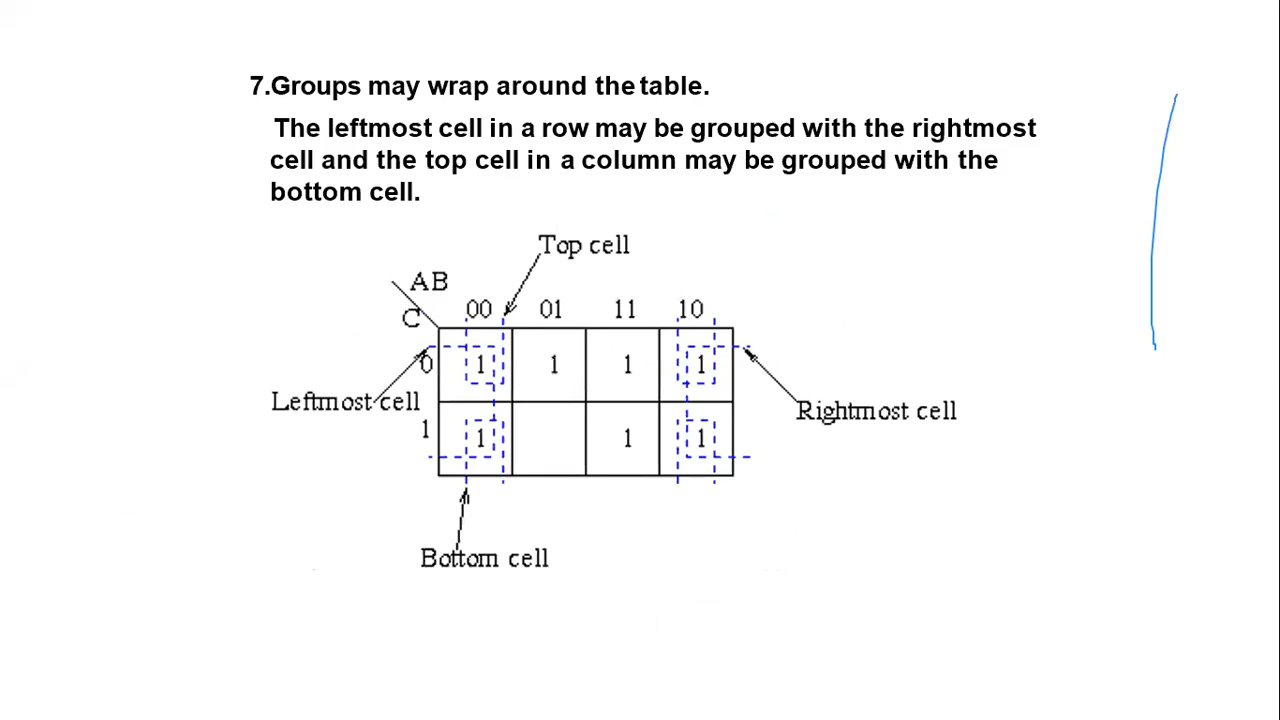 7.Groups may wrap around the table.
The leftmost cell in a row may be grouped with the rightmost
cell and the top cell in a column may be grouped with the
bottom cell.
Top cell
AB
C
00 01 11 10
0 1 1 1 1
Leftmost cell
Rightmost cell
1 1 1 1
Bottom cell